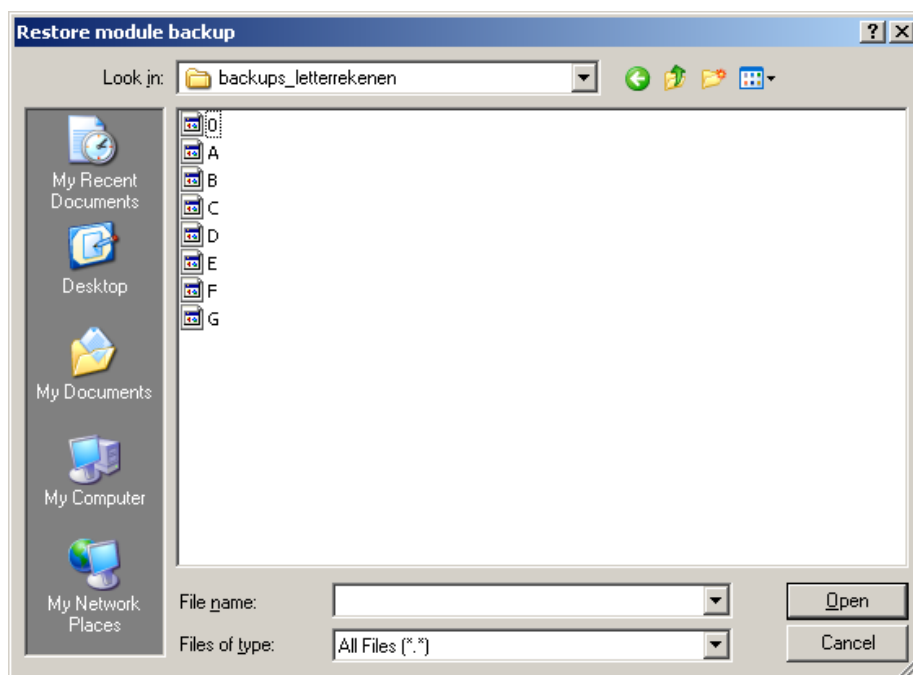 Restore module backup
Look in:
backups_letterrekenen
0
A
B
C
D
E
F
G
My Recent
Documents
Desktop
My Documents
My Computer
My Network
Places
File name:
Open
Files of type:
All Files (*.*)
Cancel